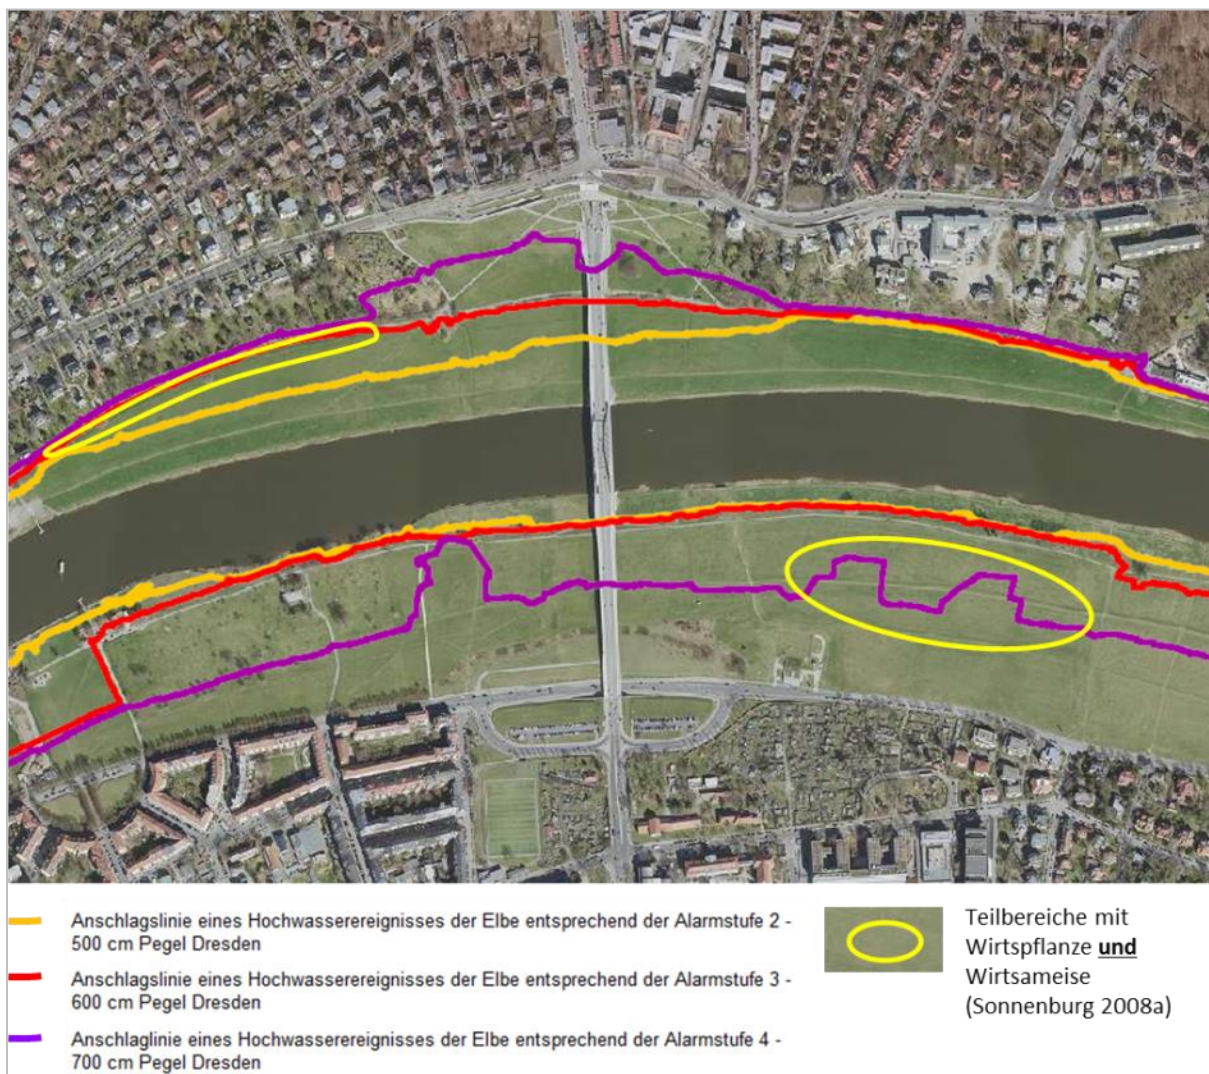 Anschlagslinie eines Hochwasserereignisses der Elbe entsprechend der Alarmstufe 2 -
500 cm Pegel Dresden
Anschlagslinie eines Hochwasserereignisses der Elbe entsprechend der Alarmstufe 3 -
600 cm Pegel Dresden
Anschlaglinie eines Hochwasserereignisses der Elbe entsprechend der Alarmstufe 4 -
700 cm Pegel Dresden
Teilbereiche mit
Wirtspflanze und
Wirtsameise
(Sonnenburg 2008a)